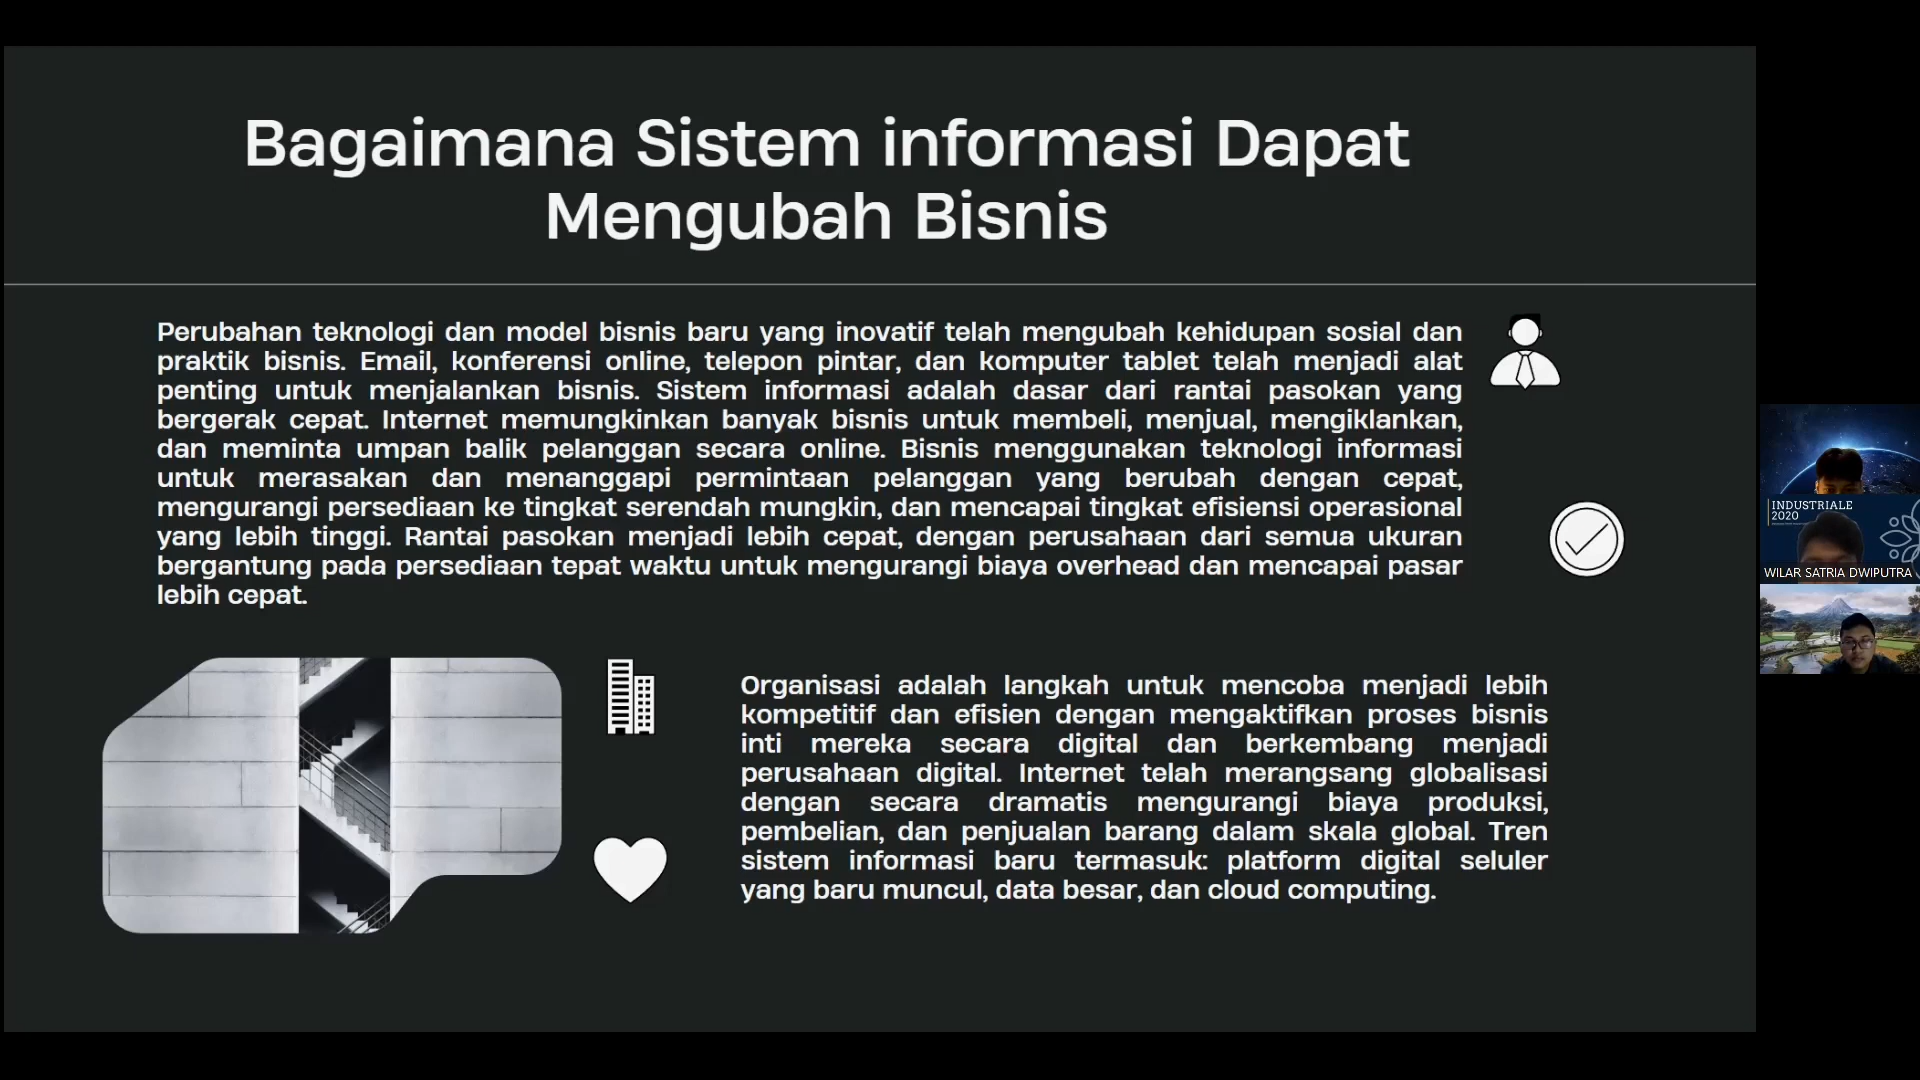 Bagaimana Sistem informasi Dapat
Mengubah Bisnis
Perubahan teknologi dan model bisnis baru yang inovatif telah mengubah kehidupan sosial dan
praktik bisnis. Email, konferensi online, telepon pintar, dan komputer tablet telah menjadi alat
penting untuk menjalankan bisnis. Sistem informasi adalah dasar dari rantai pasokan yang
bergerak cepat. Internet memungkinkan banyak bisnis untuk membeli, menjual, mengiklankan,
dan meminta umpan balik pelanggan secara online. Bisnis menggunakan teknologi informasi
untuk merasakan dan menanggapi permintaan pelanggan yang berubah dengan cepat,
mengurangi persediaan ke tingkat serendah mungkin, dan mencapai tingkat efisiensi operasional
yang lebih tinggi. Rantai pasokan menjadi lebih cepat, dengan perusahaan dari semua ukuran
bergantung pada persediaan tepat waktu untuk mengurangi biaya overhead dan mencapai pasar
lebih cepat.
Organisasi adalah langkah untuk mencoba menjadi lebih
kompetitif dan efisien dengan mengaktifkan proses bisnis
inti mereka secara digital dan berkembang menjadi
perusahaan digital. Internet telah merangsang globalisasi
dengan secara dramatis mengurangi biaya produksi,
pembelian, dan penjualan barang dalam skala global. Tren
sistem informasi baru termasuk: platform digital seluler
yang baru muncul, data besar, dan cloud computing.
INDUSTRIALE
2020
WILAR SATRIA DWIPUTRA